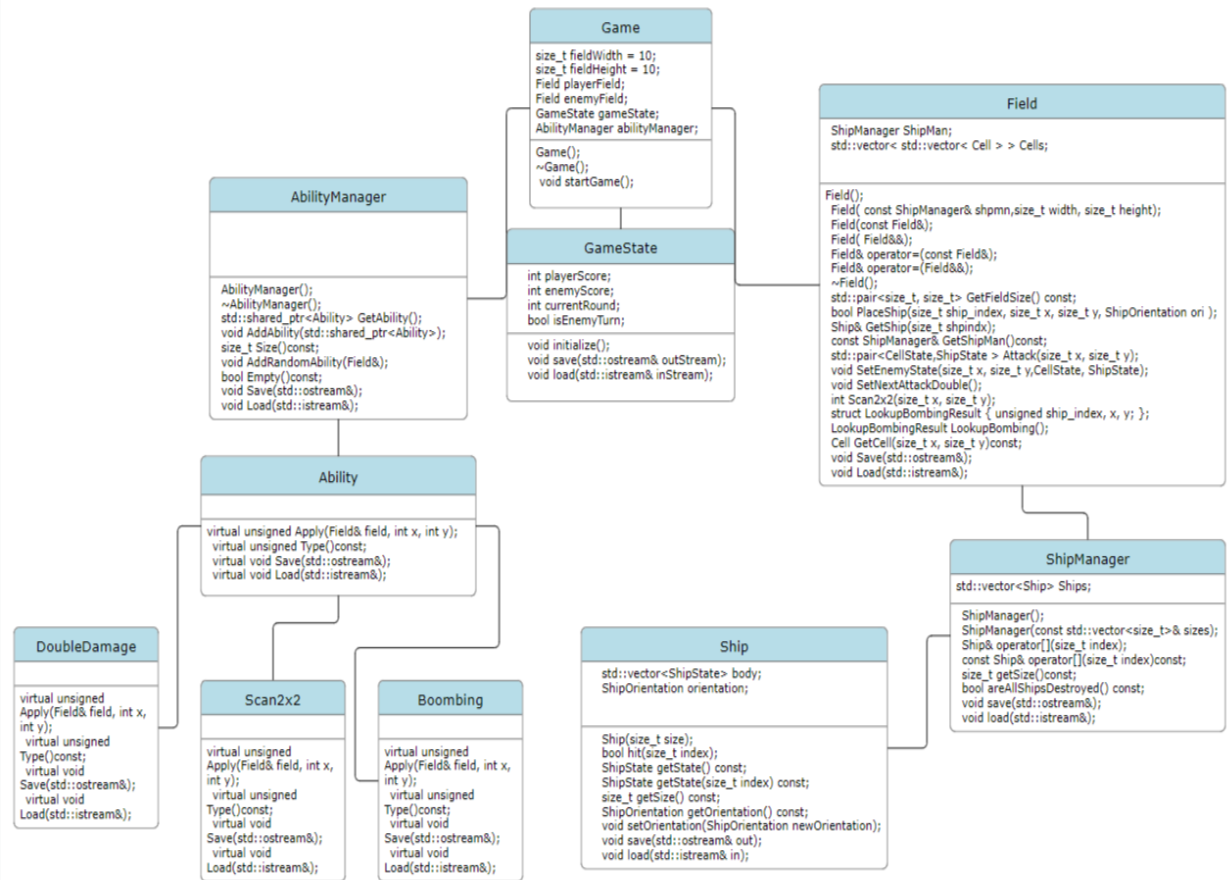 Game
size_t fieldWidth = 10;
size_t fieldHeight = 10;
Field playerField;
Field enemyField;
GameState gameState;
AbilityManager abilityManager;
Game();
~Game();
void startGame();
Field
ShipManager ShipMan;
std::vector< std::vector< Cell > > Cells;
Field();
Field( const ShipManager& shpmn,size_t width, size_t height);
Field(const Field&);
Field( Field&&);
Field& operator=(const Field&);
Field& operator=(Field&&);
~Field();
std::pair<size_t, size_t> GetFieldSize() const;
bool PlaceShip(size_t ship_index, size_t x, size_t y, ShipOrientation ori );
Ship& GetShip(size_t shpindx);
const ShipManager& GetShipMan()const;
std::pair<CellState,ShipState > Attack(size_t x, size_t y);
void SetEnemyState(size_t x, size_t y,CellState, ShipState);
void SetNextAttackDouble();
int Scan2x2(size_t x, size_t y);
struct LookupBombingResult { unsigned ship_index, x, y; };
LookupBombingResult LookupBombing();
Cell GetCell(size_t x, size_t y)const;
void Save(std::ostream&);
void Load(std::istream&);
AbilityManager
AbilityManager();
~AbilityManager();
std::shared_ptr<Ability> GetAbility();
void AddAbility(std::shared_ptr<Ability>);
size_t Size()const;
void AddRandomAbility(Field&);
bool Empty()const;
void Save(std::ostream&);
void Load(std::istream&);
GameState
int playerScore;
int enemyScore;
int currentRound;
bool isEnemyTurn;
void initialize();
void save(std::ostream& outStream);
void load(std::istream& inStream);
Ability
virtual unsigned Apply(Field& field, int x, int y);
virtual unsigned Type()const;
virtual void Save(std::ostream&);
virtual void Load(std::istream&);
ShipManager
std::vector<Ship> Ships;
ShipManager();
ShipManager(const std::vector<size_t>& sizes);
Ship& operator[](size_t index);
const Ship& operator[](size_t index)const;
size_t getSize()const;
bool areAllShipsDestroyed() const;
void save(std::ostream&);
void load(std::istream&);
DoubleDamage
virtual unsigned
Apply(Field& field, int x,
int y);
virtual unsigned
Type()const;
virtual void
Save(std::ostream&);
virtual void
Load(std::istream&);
Scan2x2
virtual unsigned
Apply(Field& field, int x,
int y);
virtual unsigned
Type()const;
virtual void
Save(std::ostream&);
virtual void
Load(std::istream&);
Boombing
virtual unsigned
Apply(Field& field, int x,
int y);
virtual unsigned
Type()const;
virtual void
Save(std::ostream&);
virtual void
Load(std::istream&);
Ship
std::vector<ShipState> body;
ShipOrientation orientation;
Ship(size_t size);
bool hit(size_t index);
ShipState getState() const;
ShipState getState(size_t index) const;
size_t getSize() const;
ShipOrientation getOrientation() const;
void setOrientation(ShipOrientation newOrientation);
void save(std::ostream& out);
void load(std::istream& in);